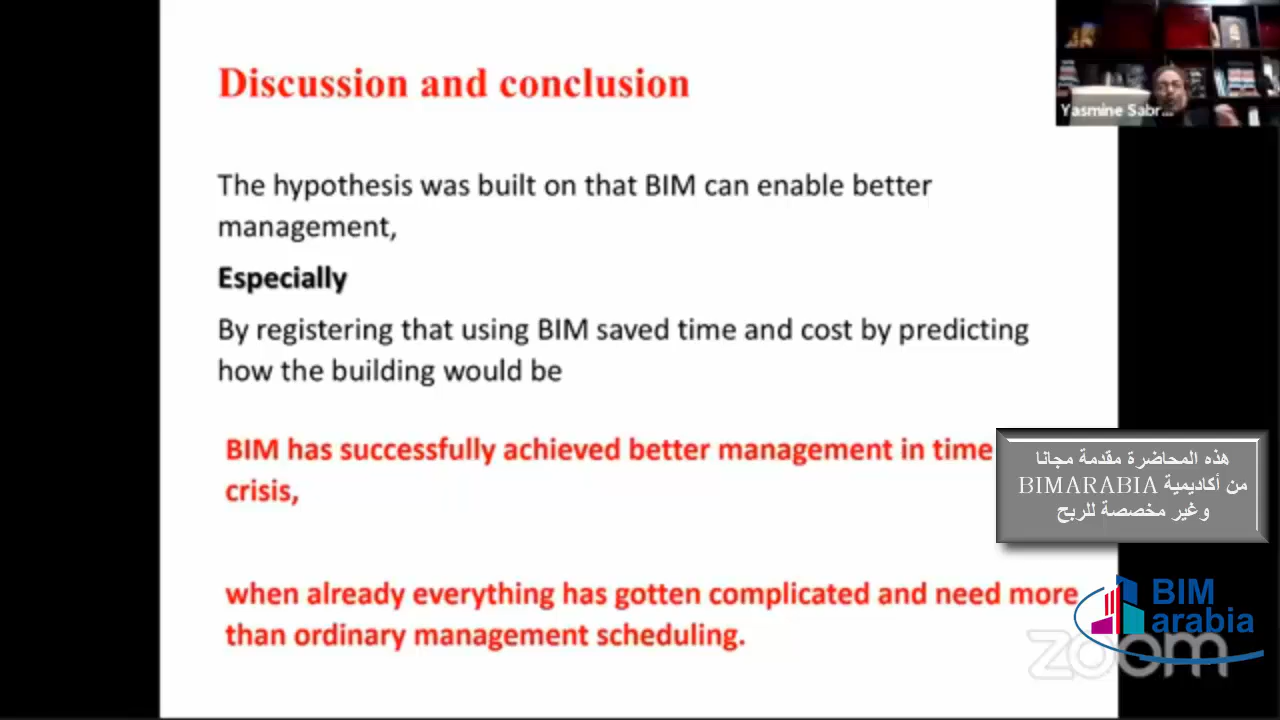 Discussion and conclusion
Yasmine Sabr...
The hypothesis was built on that BIM can enable better
management,
Especially
By registering that using BIM saved time and cost by predicting
how the building would be
BIM has successfully achieved better management in time
crisis,
هذه المحاضرة مقدمة مجانا
من أكاديمية BIMARABIA
وغير مخصصة للربح
when already everything has gotten complicated and need more
than ordinary management scheduling.
BIM
arabia
zoom